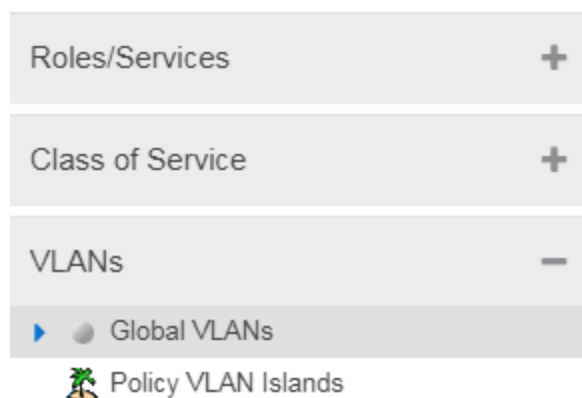 Roles/Services
Class of Service
VLANs
Global VLANs
Policy VLAN Islands